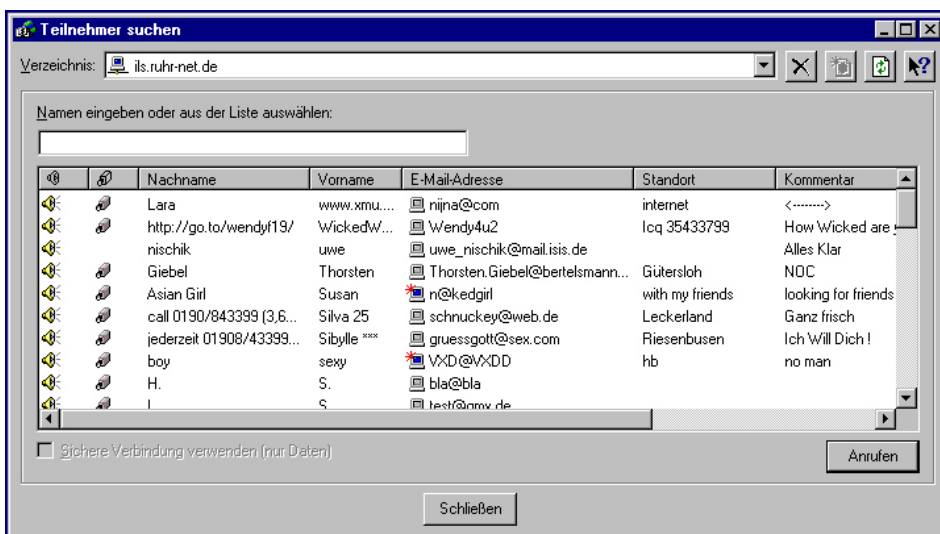 Teilnehmer suchen
Verzeichnis: ils.ruhr-net.de
Namen eingeben oder aus der Liste auswählen:
Nachname Vorname E-Mail-Adresse Standort Kommentar
Lara www.xmu.... nijna@com internet <-------->
http://go.to/wendyf19/ WickedW... Wendy4u2 Icq 35433799 How Wicked are
nischik uwe uwe_nischik@mail.isis.de Alles Klar
Giebel Thorsten Thorsten.Giebel@bertelsmann... Gütersloh NOC
Asian Girl Susan n@kedgirl with my friends looking for friends
call 0190/843399 (3,6... Silva 25 schnuckey@web.de Leckerland Ganz frisch
jederzeit 01908/43399... Sibylle *** gruessgott@sex.com Riesenbusen Ich Will Dich !
boy sexy VXD@VXDD hb no man
H. S. bla@bla
S test@gmx.de
Sichere Verbindung verwenden (nur Daten)
Anrufen
Schließen